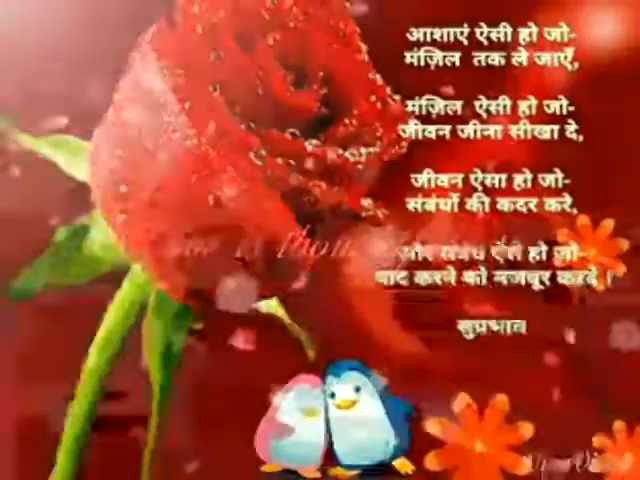 आशाएं ऐसी हो जो-
मंज़िल तक ले जाएँ,
मंज़िल ऐसी हो जो-
जीवन जीना सीखा दे,
जीवन ऐसा हो जो-
संबंधों की कदर करे,
और संबंध ऐसे हो जो-
याद करने को मजबूर करदे।
सुप्रभात